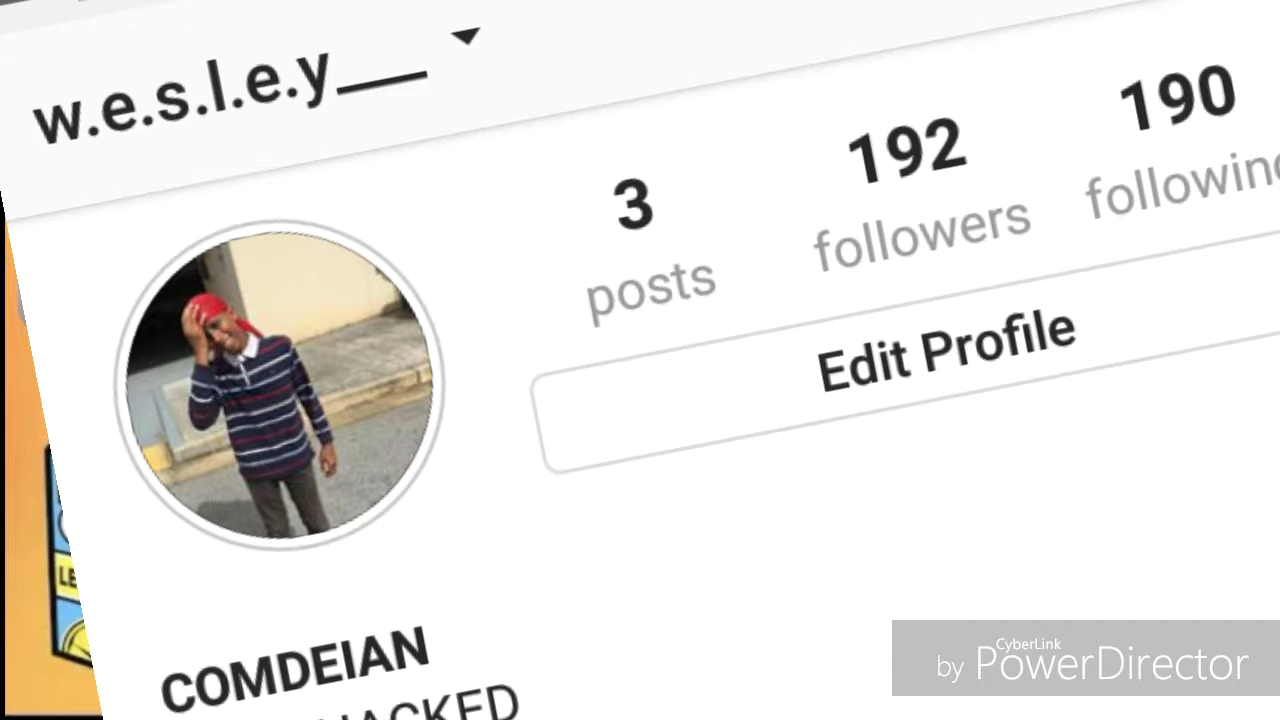 w.e.s.l.e.y___
3
192
190
posts
followers
Edit Profile
COMDEIAN
CyberLink
by PowerDirector